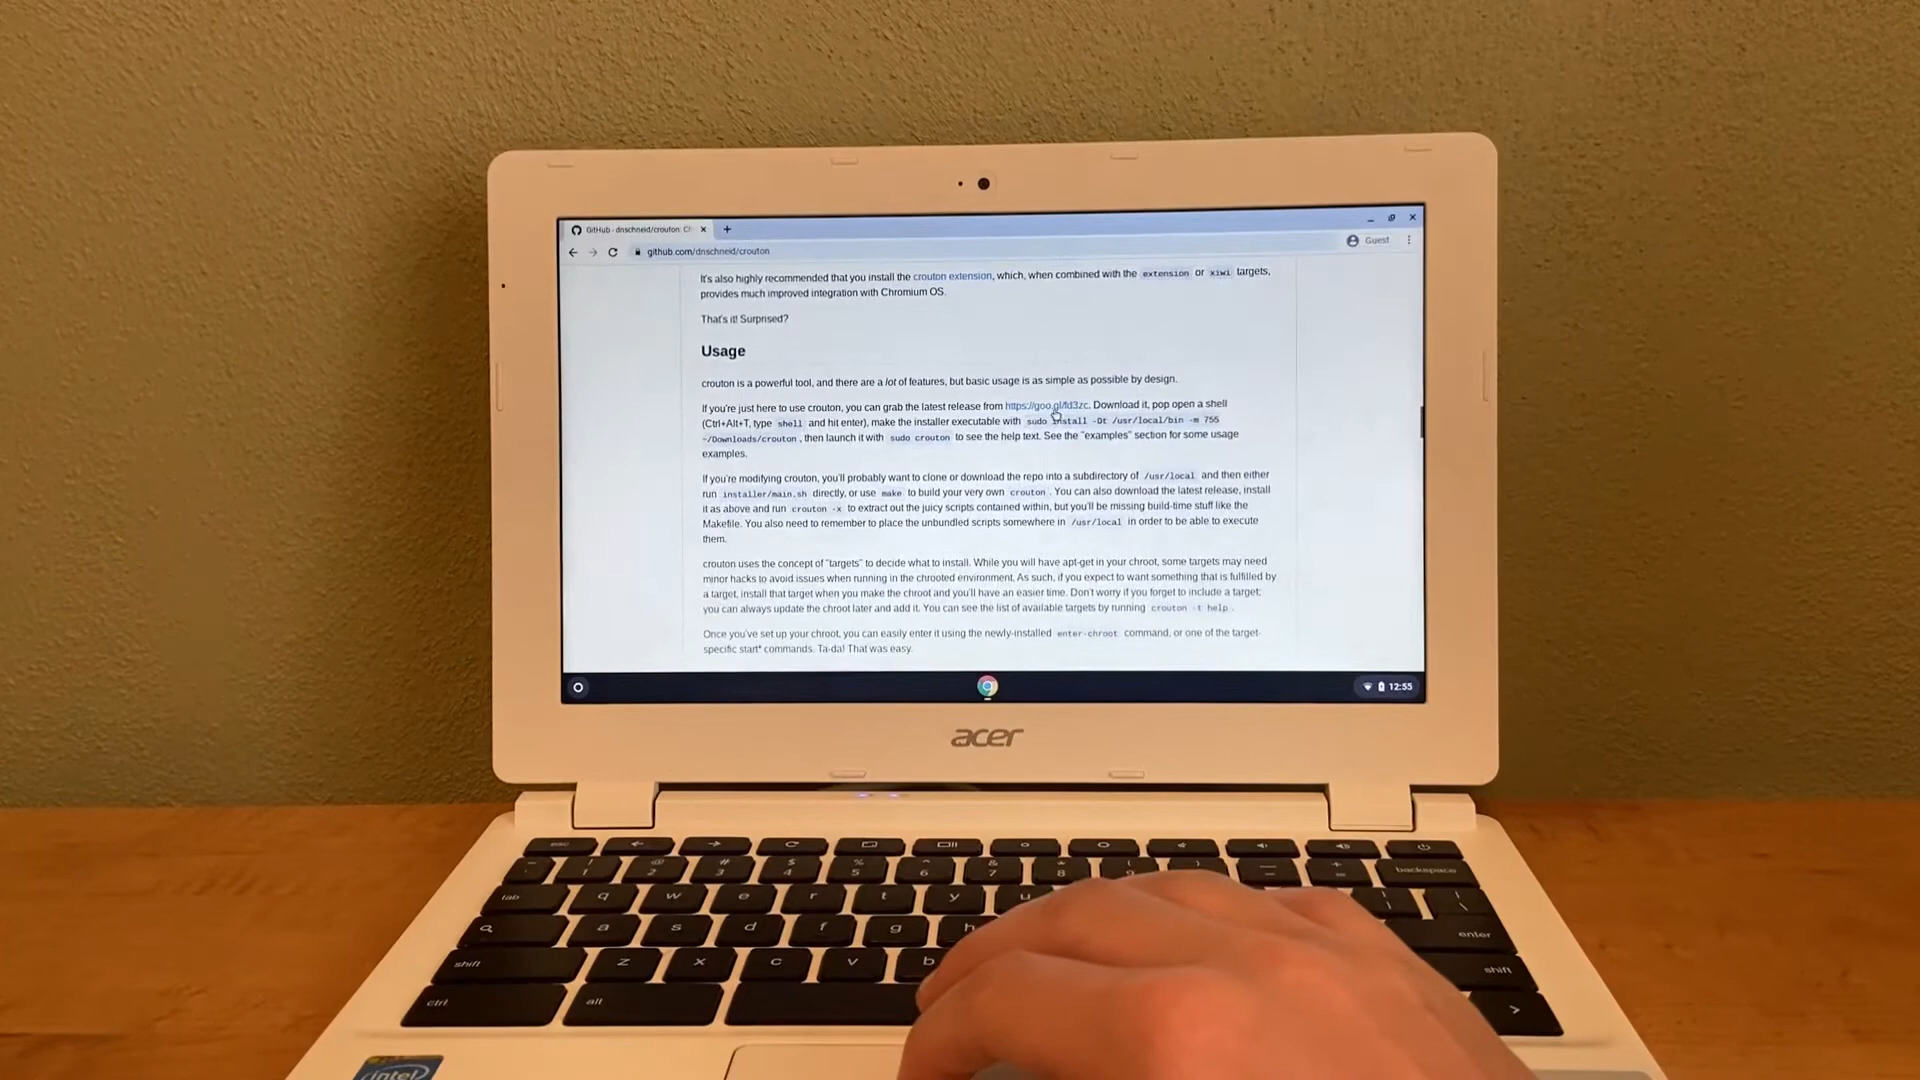 GitHub - dnschneid/crouton: C
github.com/dnschneid/crouton
Guest
It's also highly recommended that you install the crouton extension, which, when combined with the extension or xiwi targets,
provides much improved integration with Chromium OS.
That's it! Surprised?
Usage
crouton is a powerful tool, and there are a lot of features, but basic usage is as simple as possible by design.
If you're just here to use crouton, you can grab the latest release from https://goo.gl/fd3zc. Download it, pop open a shell
(Ctrl+Alt+T, type shell and hit enter), make the installer executable with sudo install -Dt /usr/local/bin -m 755
~/Downloads/crouton , then launch it with sudo crouton to see the help text. See the "examples" section for some usage
examples.
If you're modifying crouton, you'll probably want to clone or download the repo into a subdirectory of /usr/local and then either
run installer/main.sh directly, or use make to build your very own crouton . You can also download the latest release, install
it as above and run crouton -x to extract out the juicy scripts contained within, but you'll be missing build-time stuff like the
Makefile. You also need to remember to place the unbundled scripts somewhere in /usr/local in order to be able to execute
them.
crouton uses the concept of "targets" to decide what to install. While you will have apt-get in your chroot, some targets may need
minor hacks to avoid issues when running in the chrooted environment. As such, if you expect to want something that is fulfilled by
a target, install that target when you make the chroot and you'll have an easier time. Don't worry if you forget to include a target;
you can always update the chroot later and add it. You can see the list of available targets by running crouton -t help .
Once you've set up your chroot, you can easily enter it using the newly-installed enter-chroot command, or one of the target-
specific start* commands. Ta-da! That was easy.
12:55
acer
esc
1 2 3 4 5 6 7 8 backspace
tab q w e r t y u
a s d f g h enter
shift z x c v b shift
ctrl alt
intel